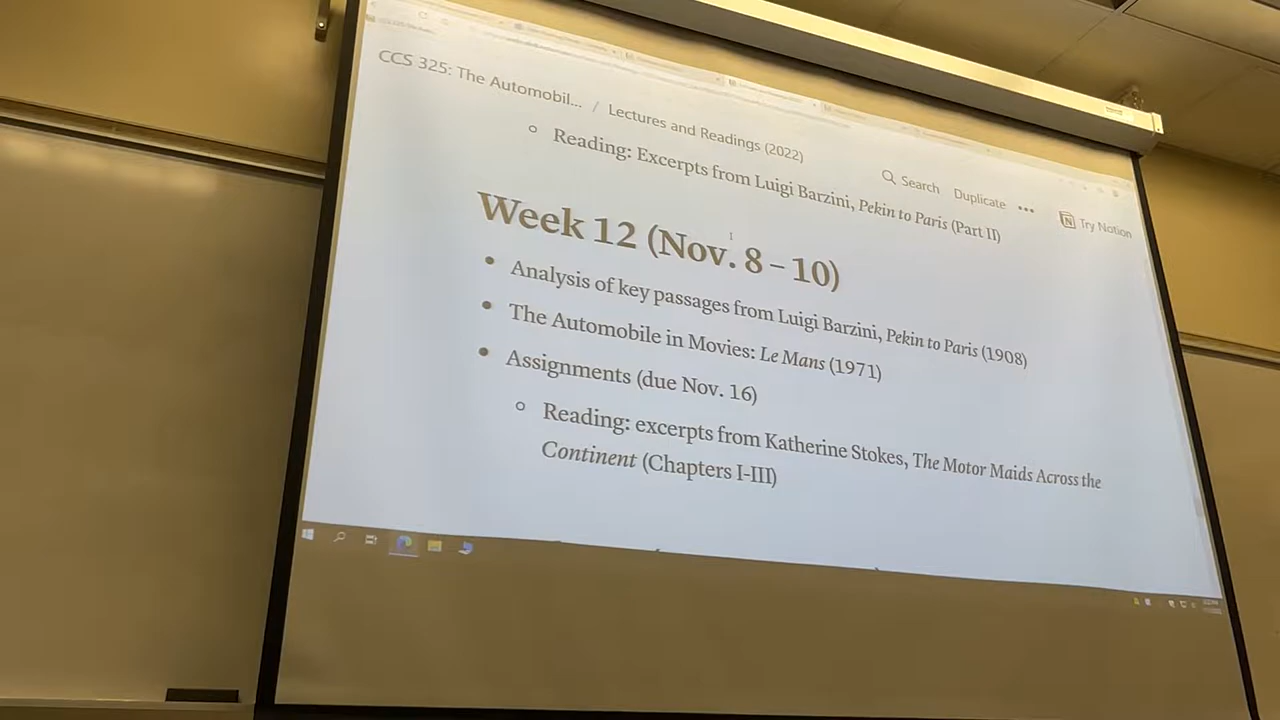 CCS 325: The Automobil... / Lectures and Readings (2022)
Search Duplicate ••• Try Notion
○ Reading: Excerpts from Luigi Barzini, Pekin to Paris (Part II)
Week 12 (Nov. 8 – 10)
• Analysis of key passages from Luigi Barzini, Pekin to Paris (1908)
• The Automobile in Movies: Le Mans (1971)
• Assignments (due Nov. 16)
○ Reading: excerpts from Katherine Stokes, The Motor Maids Across the
Continent (Chapters I-III)